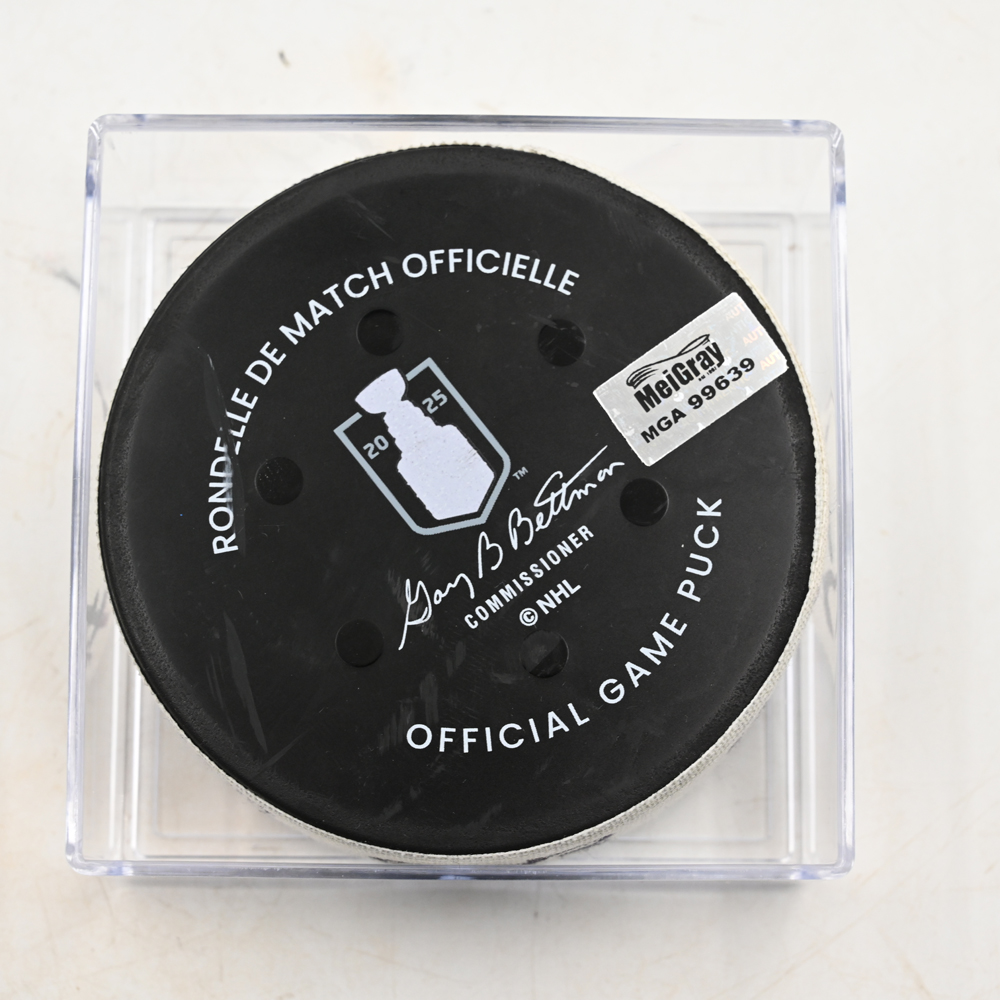 RONDELLE DE MATCH OFFICIELLE
20 25
TM
Gary B Bettman
COMMISSIONER
© NHL
OFFICIAL GAME PUCK
MeiGray
MGA 99639